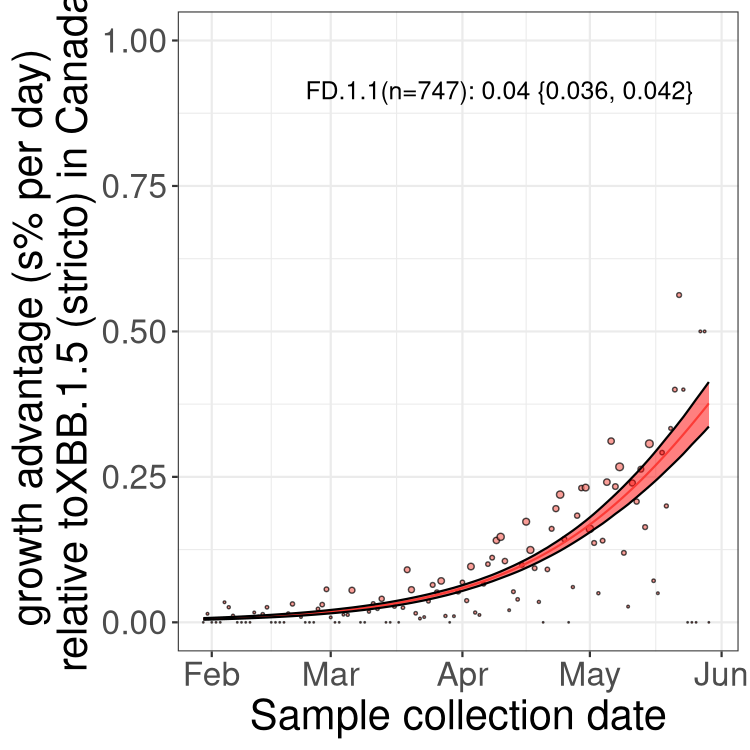 growth advantage (s% per day)
relative toXBB.1.5 (stricto) in Canada
1.00
0.75
0.50
0.25
0.00
FD.1.1(n=747): 0.04 {0.036, 0.042}
Feb Mar Apr May Jun
Sample collection date